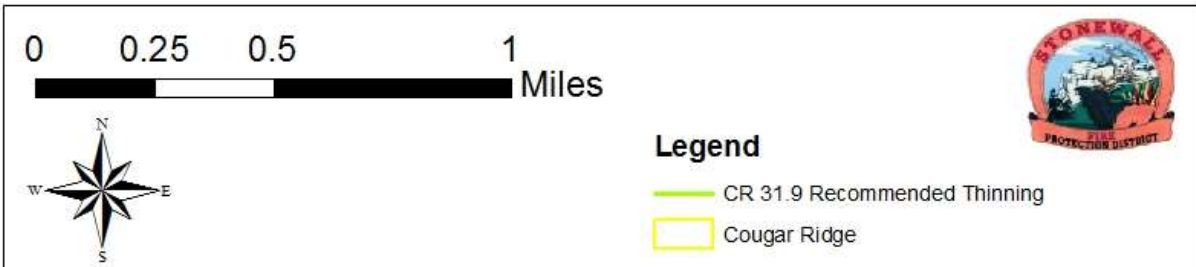 0 0.25 0.5 1
Miles
N
W E
S
Legend
CR 31.9 Recommended Thinning
Cougar Ridge
STONEWALL
FIRE
PROTECTION DISTRICT